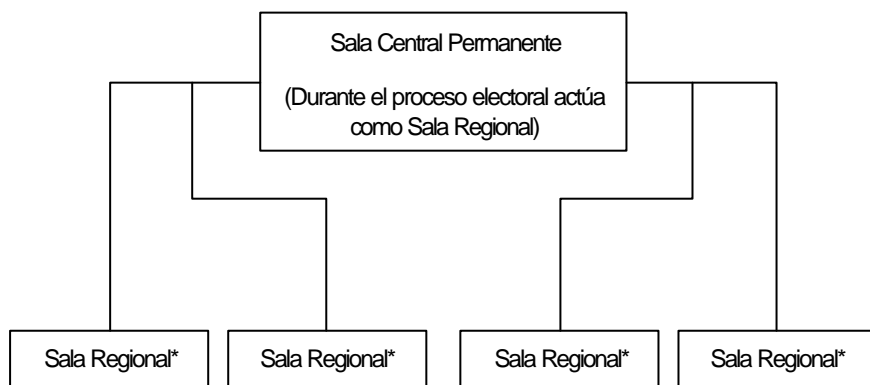 Sala Central Permanente
(Durante el proceso electoral actúa
como Sala Regional)
Sala Regional*
Sala Regional*
Sala Regional*
Sala Regional*